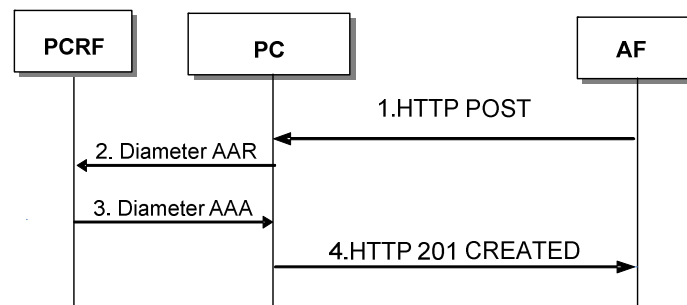 PCRF
PC
AF
1.HTTP POST
2. Diameter AAR
3. Diameter AAA
4.HTTP 201 CREATED